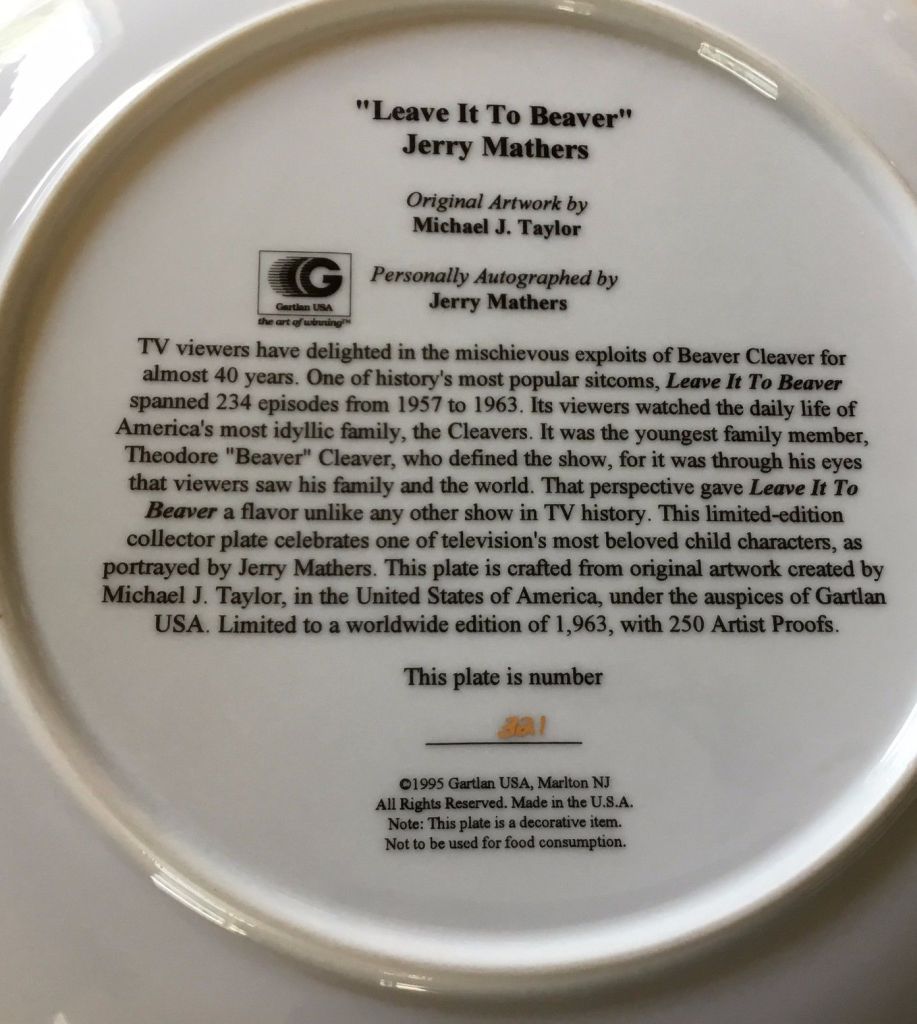 "Leave It To Beaver"
Jerry Mathers
Original Artwork by
Michael J. Taylor
G
Gartlan USA
the art of winning™
Personally Autographed by
Jerry Mathers
TV viewers have delighted in the mischievous exploits of Beaver Cleaver for
almost 40 years. One of history's most popular sitcoms, Leave It To Beaver
spanned 234 episodes from 1957 to 1963. Its viewers watched the daily life of
America's most idyllic family, the Cleavers. It was the youngest family member,
Theodore "Beaver" Cleaver, who defined the show, for it was through his eyes
that viewers saw his family and the world. That perspective gave Leave It To
Beaver a flavor unlike any other show in TV history. This limited-edition
collector plate celebrates one of television's most beloved child characters, as
portrayed by Jerry Mathers. This plate is crafted from original artwork created by
Michael J. Taylor, in the United States of America, under the auspices of Gartlan
USA. Limited to a worldwide edition of 1,963, with 250 Artist Proofs.
This plate is number
321
©1995 Gartlan USA, Marlton NJ
All Rights Reserved. Made in the U.S.A.
Note: This plate is a decorative item.
Not to be used for food consumption.